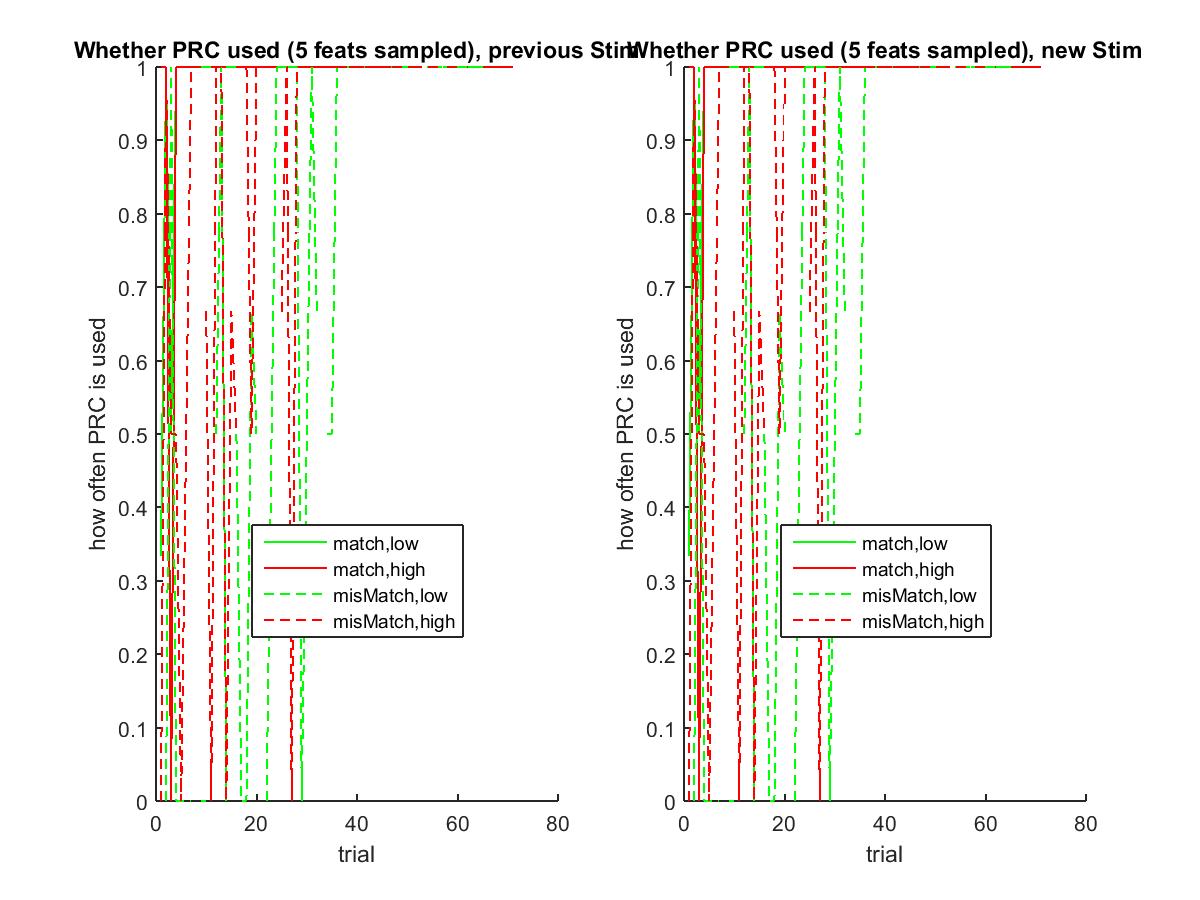 Whether PRC used (5 feats sampled), previous Stim
Whether PRC used (5 feats sampled), new Stim
how often PRC is used
1
0.9
0.8
0.7
0.6
0.5
0.4
0.3
0.2
0.1
0
match,low
match,high
misMatch,low
misMatch,high
0 20 40 60 80
trial
how often PRC is used
1
0.9
0.8
0.7
0.6
0.5
0.4
0.3
0.2
0.1
0
match,low
match,high
misMatch,low
misMatch,high
0 20 40 60 80
trial